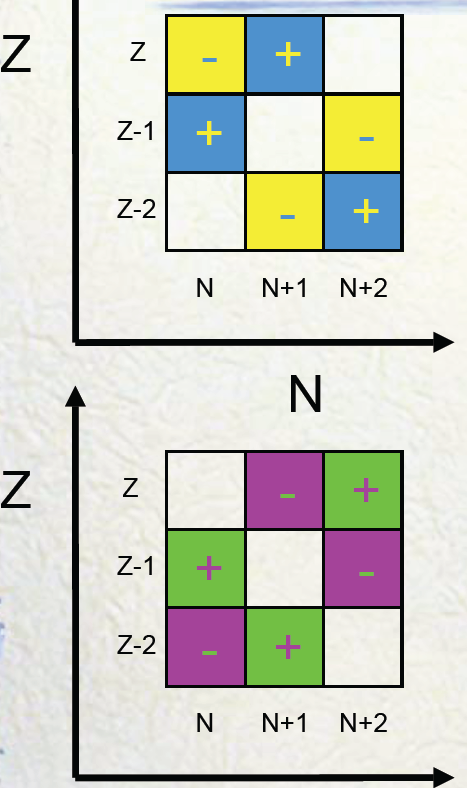 Z
Z - +
Z-1 + -
Z-2 - +
N N+1 N+2
N
Z
Z - +
Z-1 + -
Z-2 - +
N N+1 N+2